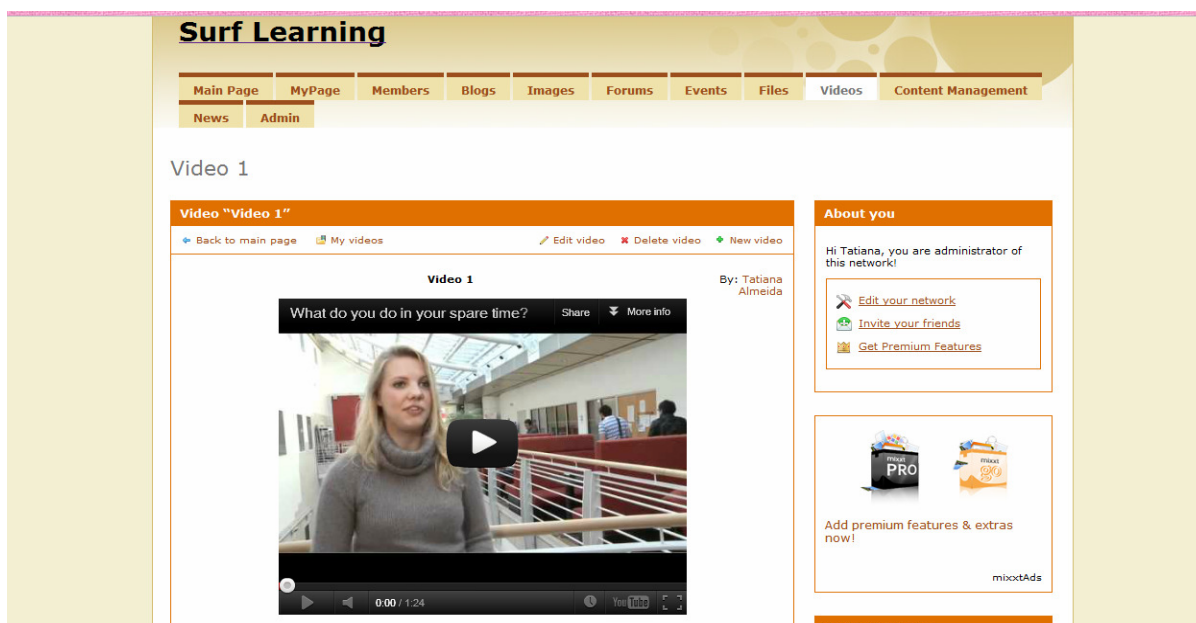 Surf Learning
Main Page MyPage Members Blogs Images Forums Events Files Videos Content Management
News Admin
Video 1
Video “Video 1”
Back to main page My videos Edit video Delete video New video
Video 1
By: Tatiana
Almeida
What do you do in your spare time? Share More info
0:00 / 1:24 YouTube
About you
Hi Tatiana, you are administrator of
this network!
Edit your network
Invite your friends
Get Premium Features
mixxt
PRO
mixxt
Add premium features & extras
now!
mixxtAds